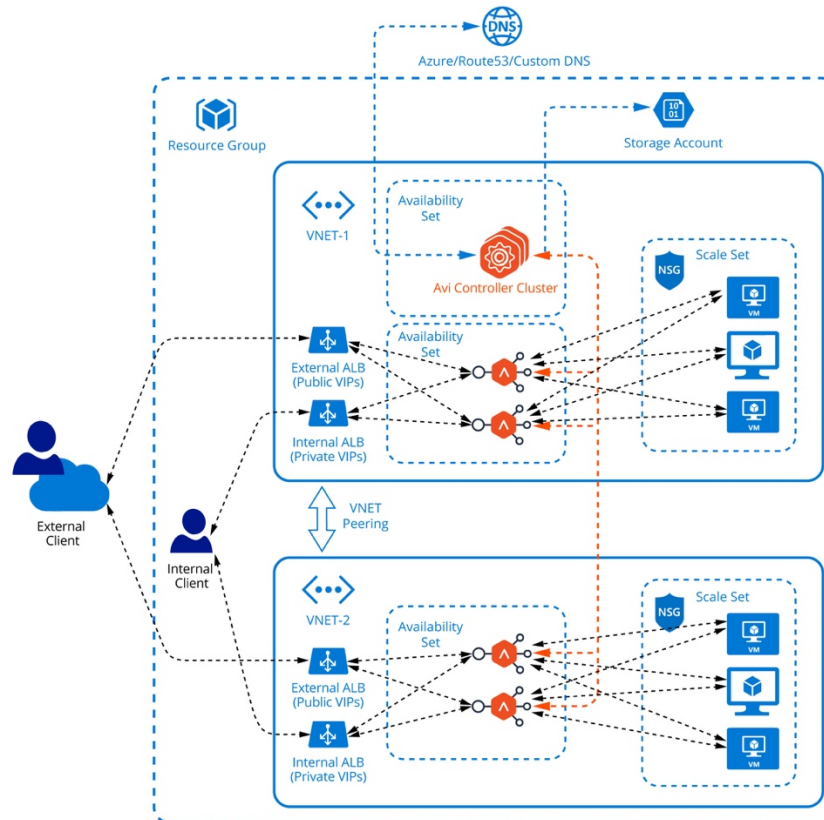 DNS
Azure/Route53/Custom DNS
Resource Group
10
01
Storage Account
VNET-1
Availability
Set
Avi Controller Cluster
NSG
Scale Set
VM
VM
External ALB
(Public VIPs)
Availability
Set
Internal ALB
(Private VIPs)
External
Client
Internal
Client
VNET
Peering
VNET-2
Availability
Set
NSG
Scale Set
VM
VM
External ALB
(Public VIPs)
Internal ALB
(Private VIPs)